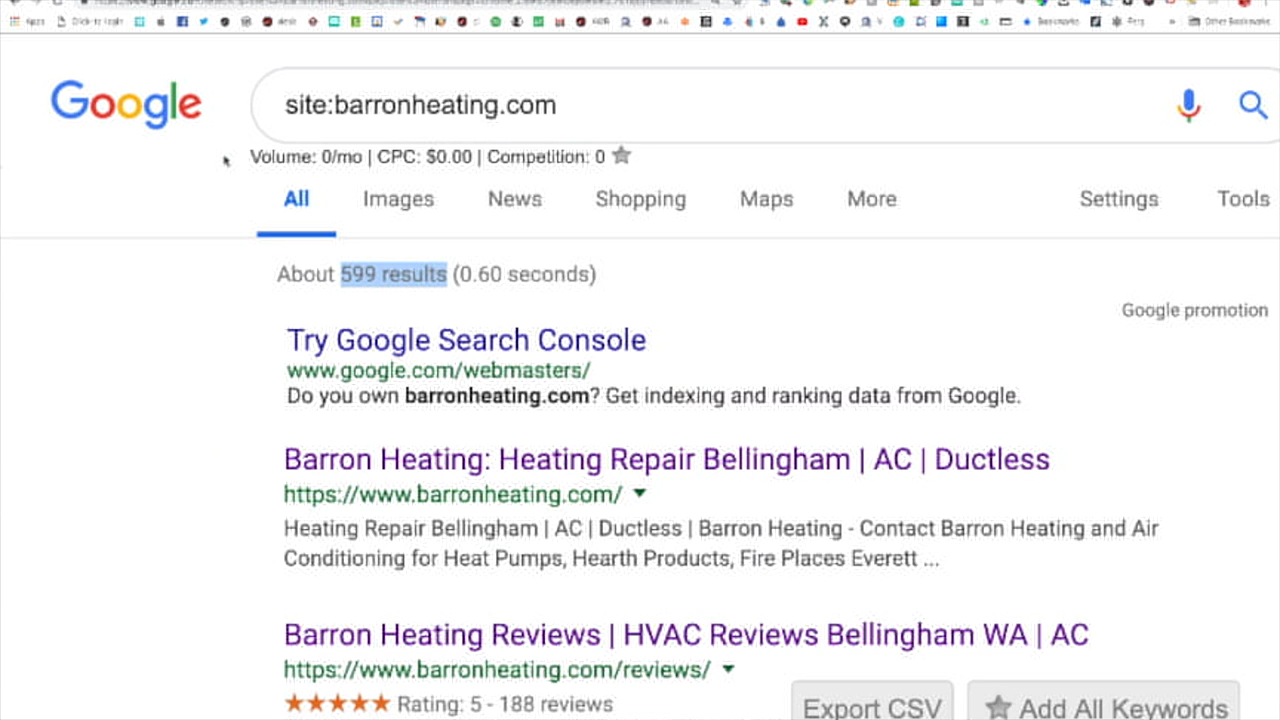 Apps
Bookmarks
Other Bookmarks
Google
site:barronheating.com
Volume: 0/mo | CPC: $0.00 | Competition: 0
All Images News Shopping Maps More Settings Tools
About 599 results (0.60 seconds)
Google promotion
Try Google Search Console
www.google.com/webmasters/
Do you own barronheating.com? Get indexing and ranking data from Google.
Barron Heating: Heating Repair Bellingham | AC | Ductless
https://www.barronheating.com/
Heating Repair Bellingham | AC | Ductless | Barron Heating - Contact Barron Heating and Air
Conditioning for Heat Pumps, Hearth Products, Fire Places Everett ...
Barron Heating Reviews | HVAC Reviews Bellingham WA | AC
https://www.barronheating.com/reviews/
Rating: 5 - 188 reviews
Export CSV
Add All Keywords